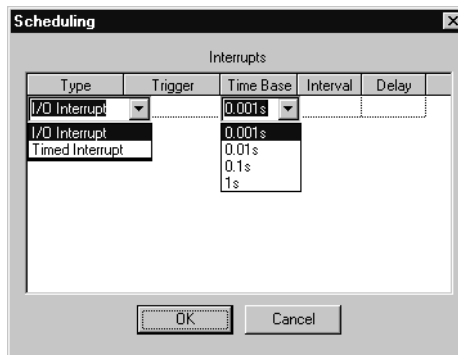 Scheduling
Interrupts
Type Trigger Time Base Interval Delay
I/O Interrupt 0.001s
I/O Interrupt 0.001s
Timed Interrupt 0.01s
0.1s
1s
OK Cancel